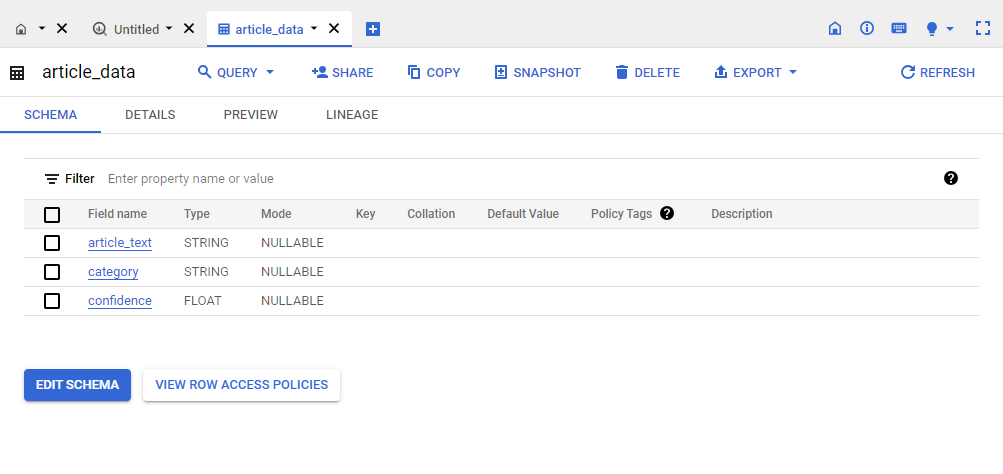 Untitled article_data
article_data QUERY SHARE COPY SNAPSHOT DELETE EXPORT REFRESH
SCHEMA DETAILS PREVIEW LINEAGE
Filter Enter property name or value ?
Field name Type Mode Key Collation Default Value Policy Tags ? Description
article_text STRING NULLABLE
category STRING NULLABLE
confidence FLOAT NULLABLE
EDIT SCHEMA VIEW ROW ACCESS POLICIES